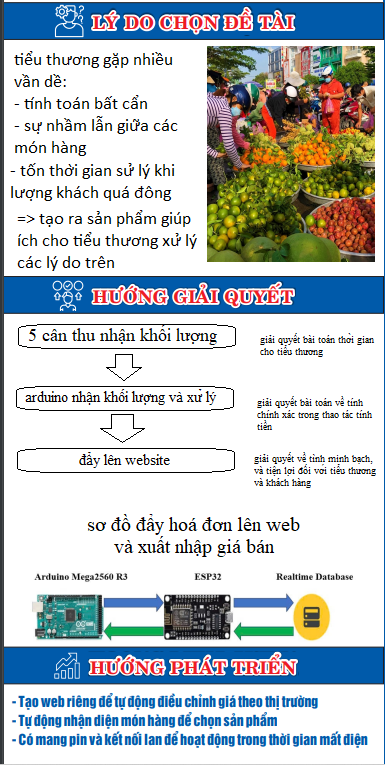 LÝ DO CHỌN ĐỀ TÀI
tiểu thương gặp nhiều
vần dề:
- tính toán bất cẩn
- sự nhầm lẫn giữa các
món hàng
- tốn thời gian sử lý khi
lượng khách quá đông
=> tạo ra sản phẩm giúp
ích cho tiểu thương xử lý
các lý do trên
HƯỚNG GIẢI QUYẾT
5 cân thu nhận khối lượng
giải quyết bài toán thời gian
cho tiểu thương
arduino nhận khối lượng và xử lý
giải quyết bài toán về tính
chính xác trong thao tác tính
tiền
đẩy lên website
giải quyết về tính minh bạch,
và tiện lợi đối với tiểu thương
và khách hàng
sơ đồ đẩy hoá đơn lên web
và xuất nhập giá bán
Arduino Mega2560 R3
ESP32
Realtime Database
HƯỚNG PHÁT TRIỂN
- Tạo web riêng để tự động điều chỉnh giá theo thị trường
- Tự động nhận diện món hàng để chọn sản phẩm
- Có mang pin và kết nối lan để hoạt động trong thời gian mất điện